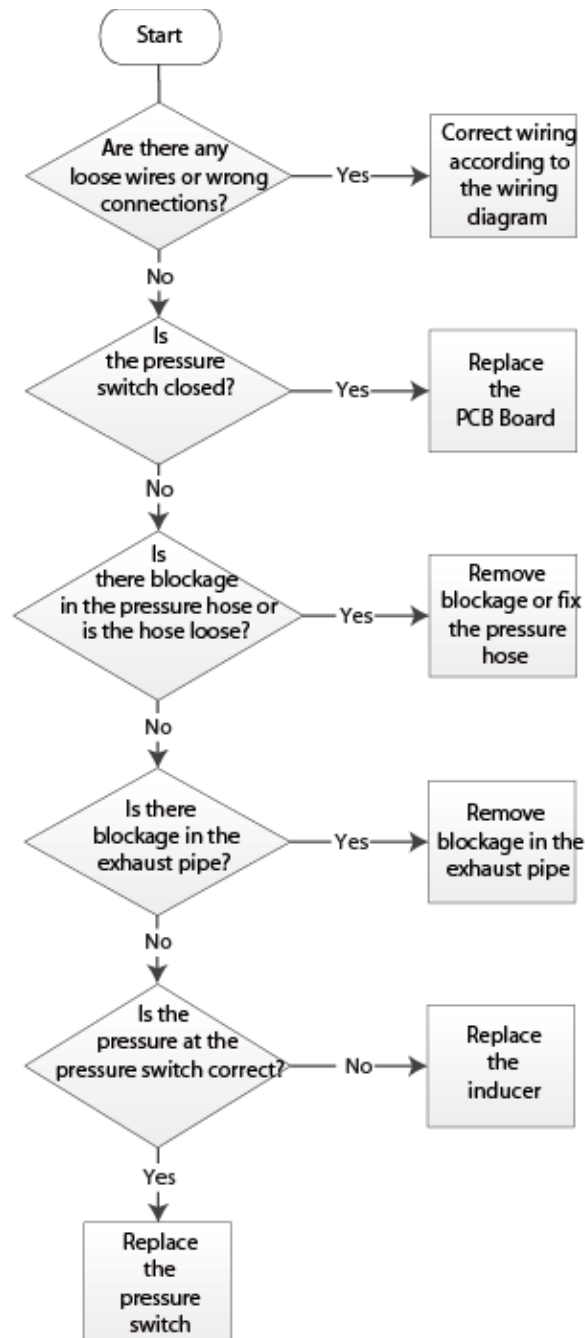 Start
Are there any
loose wires or wrong
connections?
Yes
Correct wiring
according to
the wiring
diagram
No
Is
the pressure
switch closed?
Yes
Replace
the
PCB Board
No
Is
there blockage
in the pressure hose or
is the hose loose?
Yes
Remove
blockage or fix
the pressure
hose
No
Is there
blockage in the
exhaust pipe?
Yes
Remove
blockage in the
exhaust pipe
No
Is the
pressure at the
pressure switch correct?
No
Replace
the
inducer
Yes
Replace
the
pressure
switch